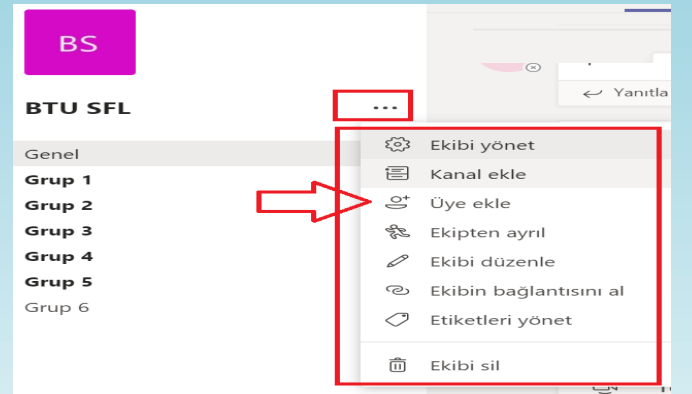 BS
BTU SFL
...
Yanıtla
Genel
Grup 1
Grup 2
Grup 3
Grup 4
Grup 5
Grup 6
Ekibi yönet
Kanal ekle
Üye ekle
Ekipten ayrıl
Ekibi düzenle
Ekibin bağlantısını al
Etiketleri yönet
Ekibi sil